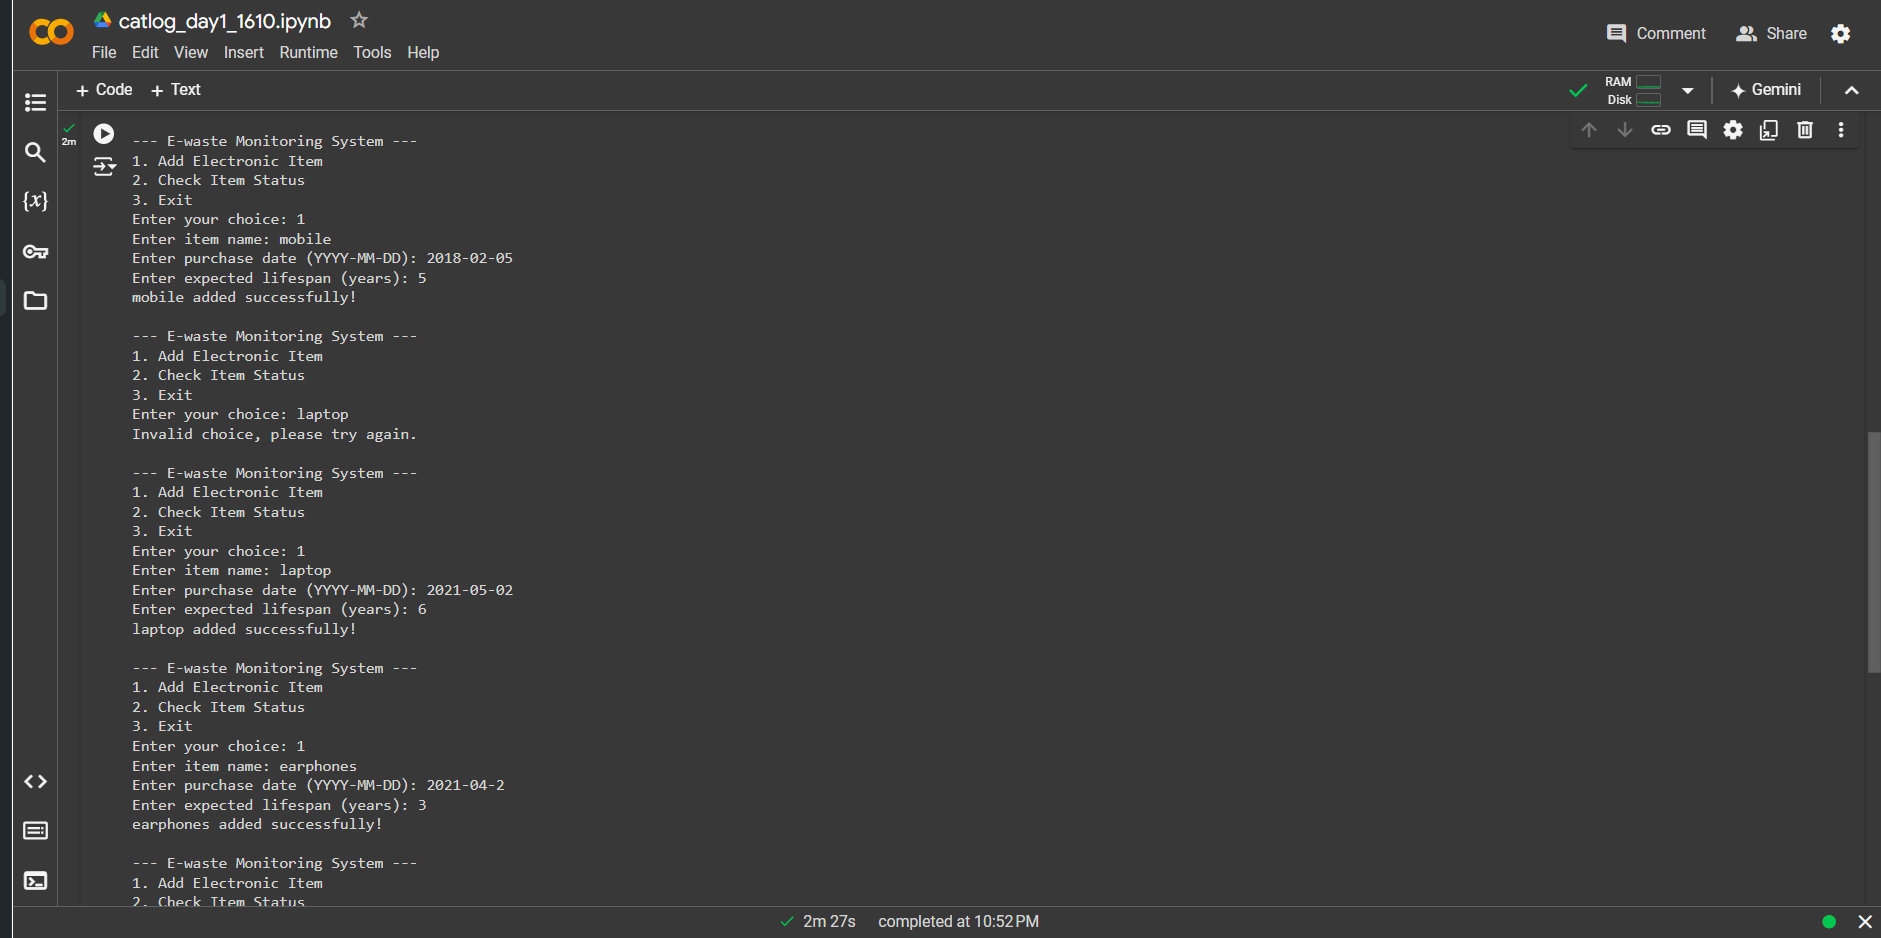 catlog_day1_1610.ipynb
File Edit View Insert Runtime Tools Help
Comment Share
+ Code + Text
RAM
Disk
Gemini
2m
{x}
--- E-waste Monitoring System ---
1. Add Electronic Item
2. Check Item Status
3. Exit
Enter your choice: 1
Enter item name: mobile
Enter purchase date (YYYY-MM-DD): 2018-02-05
Enter expected lifespan (years): 5
mobile added successfully!
--- E-waste Monitoring System ---
1. Add Electronic Item
2. Check Item Status
3. Exit
Enter your choice: laptop
Invalid choice, please try again.
--- E-waste Monitoring System ---
1. Add Electronic Item
2. Check Item Status
3. Exit
Enter your choice: 1
Enter item name: laptop
Enter purchase date (YYYY-MM-DD): 2021-05-02
Enter expected lifespan (years): 6
laptop added successfully!
--- E-waste Monitoring System ---
1. Add Electronic Item
2. Check Item Status
3. Exit
Enter your choice: 1
Enter item name: earphones
Enter purchase date (YYYY-MM-DD): 2021-04-2
Enter expected lifespan (years): 3
earphones added successfully!
--- E-waste Monitoring System ---
1. Add Electronic Item
2. Check Item Status
2m 27s completed at 10:52 PM